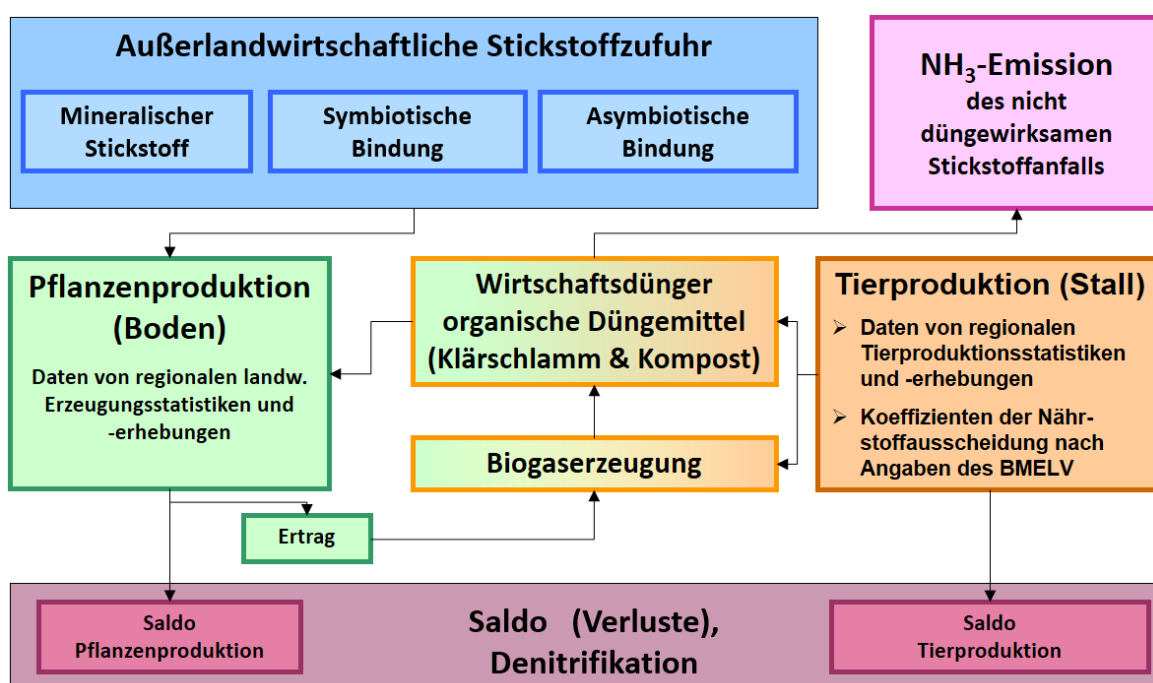 Außerlandwirtschaftliche Stickstoffzufuhr
Mineralischer
Stickstoff
Symbiotische
Bindung
Asymbiotische
Bindung
NH₃-Emission
des nicht
düngewirksamen
Stickstoffanfalls
Pflanzenproduktion
(Boden)
Daten von regionalen landw.
Erzeugungsstatistiken und
-erhebungen
Wirtschaftsdünger
organische Düngemittel
(Klärschlamm & Kompost)
Tierproduktion (Stall)
➢ Daten von regionalen
Tierproduktionsstatistiken
und -erhebungen
➢ Koeffizienten der Nähr-
stoffausscheidung nach
Angaben des BMELV
Biogaserzeugung
Ertrag
Saldo
Pflanzenproduktion
Saldo (Verluste),
Denitrifikation
Saldo
Tierproduktion